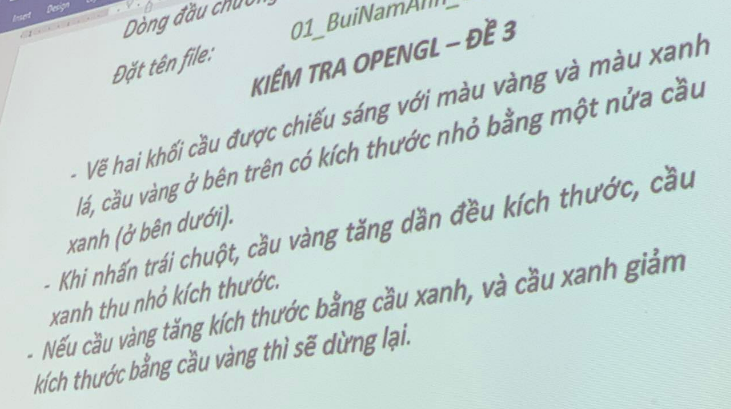 Insert Design
Dòng đầu
Đặt tên file: 01_BuiNamAnh_
KIỂM TRA OPENGL – ĐỀ 3
- Vẽ hai khối cầu được chiếu sáng với màu vàng và màu xanh
lá, cầu vàng ở bên trên có kích thước nhỏ bằng một nửa cầu
xanh (ở bên dưới).
- Khi nhấn trái chuột, cầu vàng tăng dần đều kích thước, cầu
xanh thu nhỏ kích thước.
- Nếu cầu vàng tăng kích thước bằng cầu xanh, và cầu xanh giảm
kích thước bằng cầu vàng thì sẽ dừng lại.